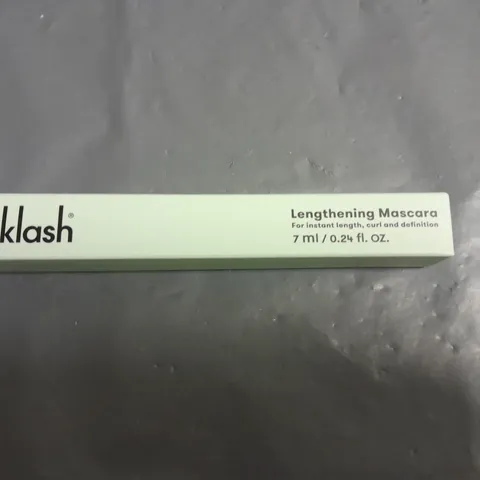 klash®
Lengthening Mascara
For instant length, curl and definition
7 ml / 0.24 fl. oz.